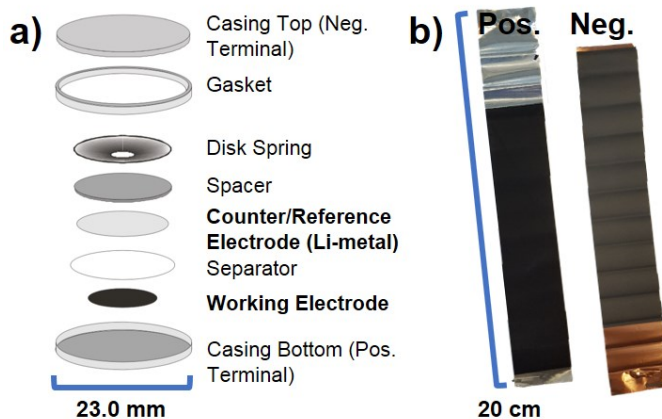 a)
Casing Top (Neg.
Terminal)
Gasket
Disk Spring
Spacer
Counter/Reference
Electrode (Li-metal)
Separator
Working Electrode
Casing Bottom (Pos.
Terminal)
23.0 mm
b)
Pos.
Neg.
20 cm